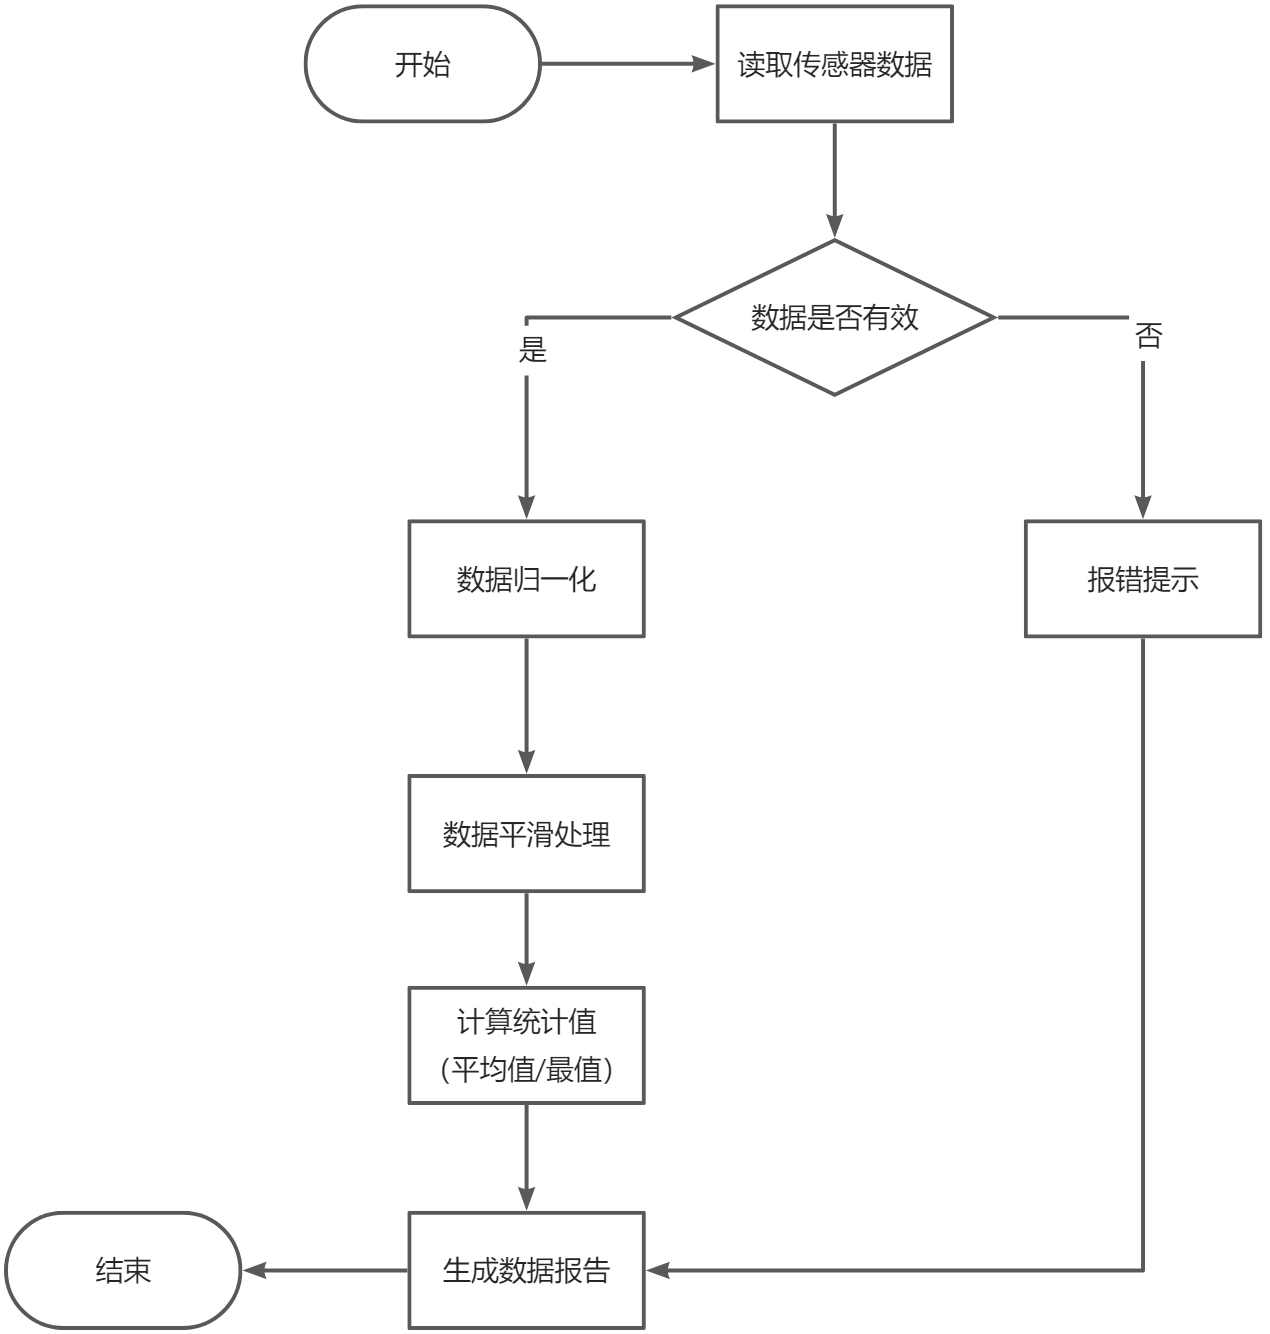 开始
读取传感器数据
数据是否有效
是
否
数据归一化
报错提示
数据平滑处理
计算统计值
（平均值/最值）
结束
生成数据报告